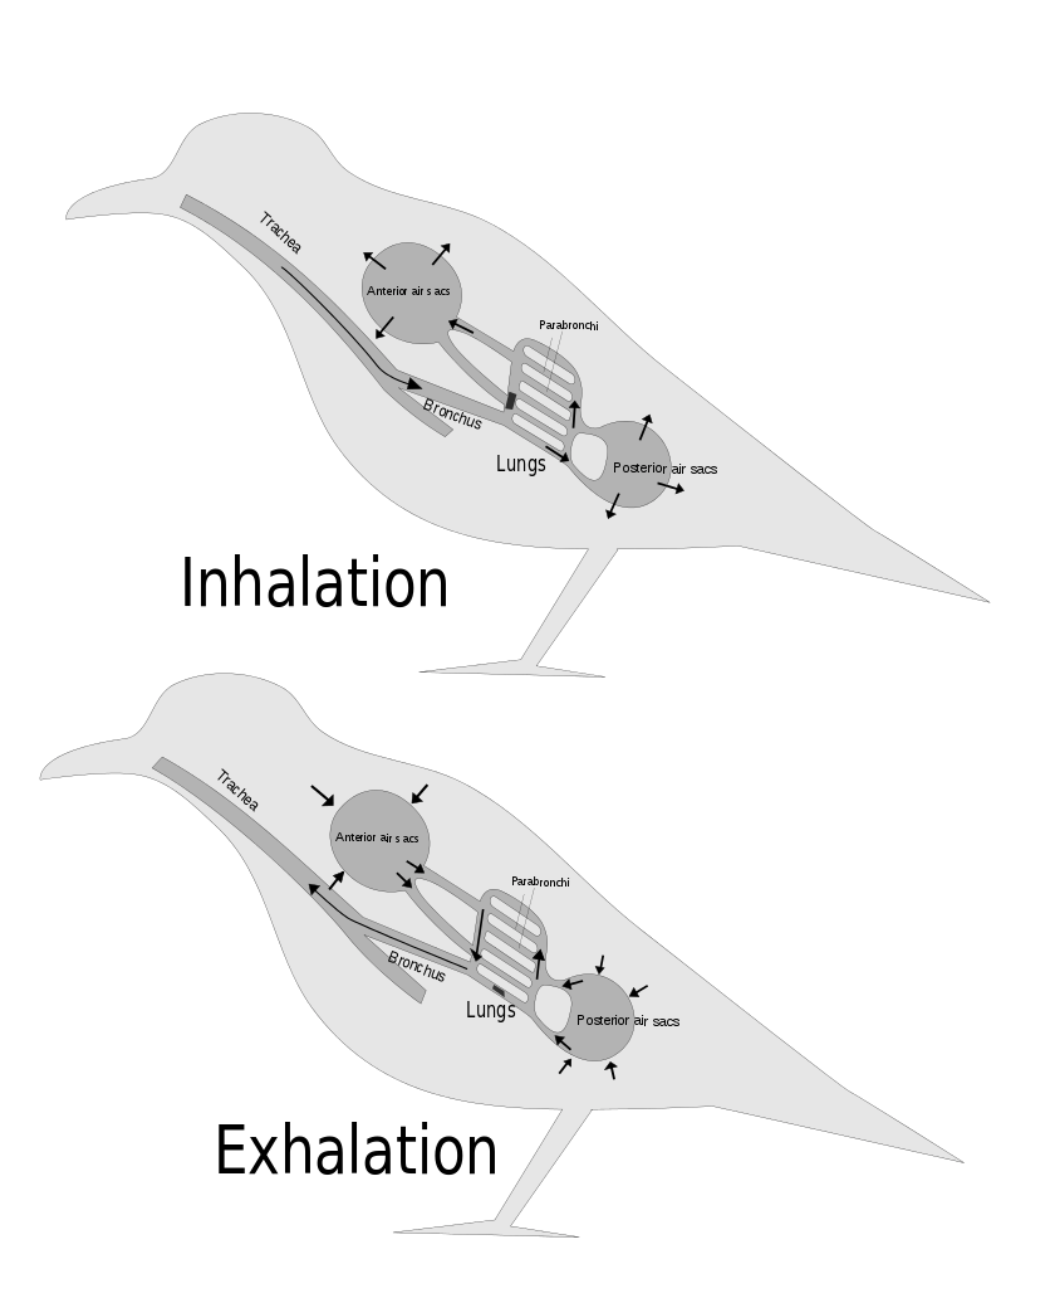 Trachea
Anterior air sacs
Parabronchi
Bronchus
Lungs
Posterior air sacs
Inhalation
Trachea
Anterior air sacs
Parabronchi
Bronchus
Lungs
Posterior air sacs
Exhalation